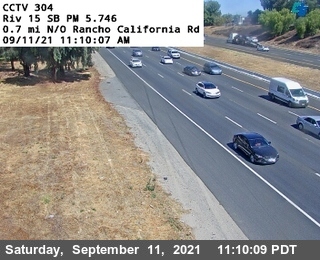 CCTV 304
Riv 15 SB PM 5.746
0.7 mi N/O Rancho California Rd
09/11/21 11:10:07 AM
Saturday, September 11, 2021 11:10:09 PDT